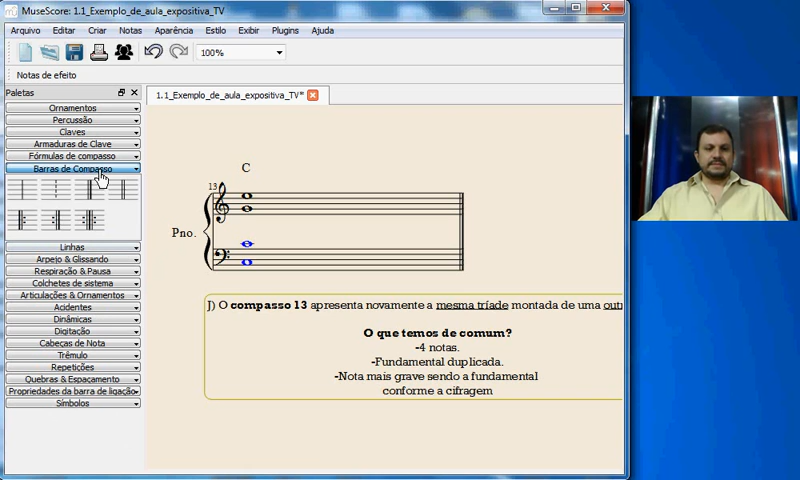 MuseScore: 1.1_Exemplo_de_aula_expositiva_TV
Arquivo Editar Criar Notas Aparência Estilo Exibir Plugins Ajuda
100%
Notas de efeito
Paletas
1.1_Exemplo_de_aula_expositiva_TV*
Ornamentos
Percussão
Claves
Armaduras de Clave
Fórmulas de compasso
Barras de Compasso
Linhas
Arpejo & Glissando
Respiração & Pausa
Colchetes de sistema
Articulações & Ornamentos
Acidentes
Dinâmicas
Digitação
Cabeças de Nota
Trêmulo
Repetições
Quebras & Espaçamento
Propriedades da barra de ligação
Símbolos
C
13
Pno.
J) O compasso 13 apresenta novamente a mesma tríade montada de uma out
O que temos de comum?
-4 notas.
-Fundamental duplicada.
-Nota mais grave sendo a fundamental
conforme a cifragem